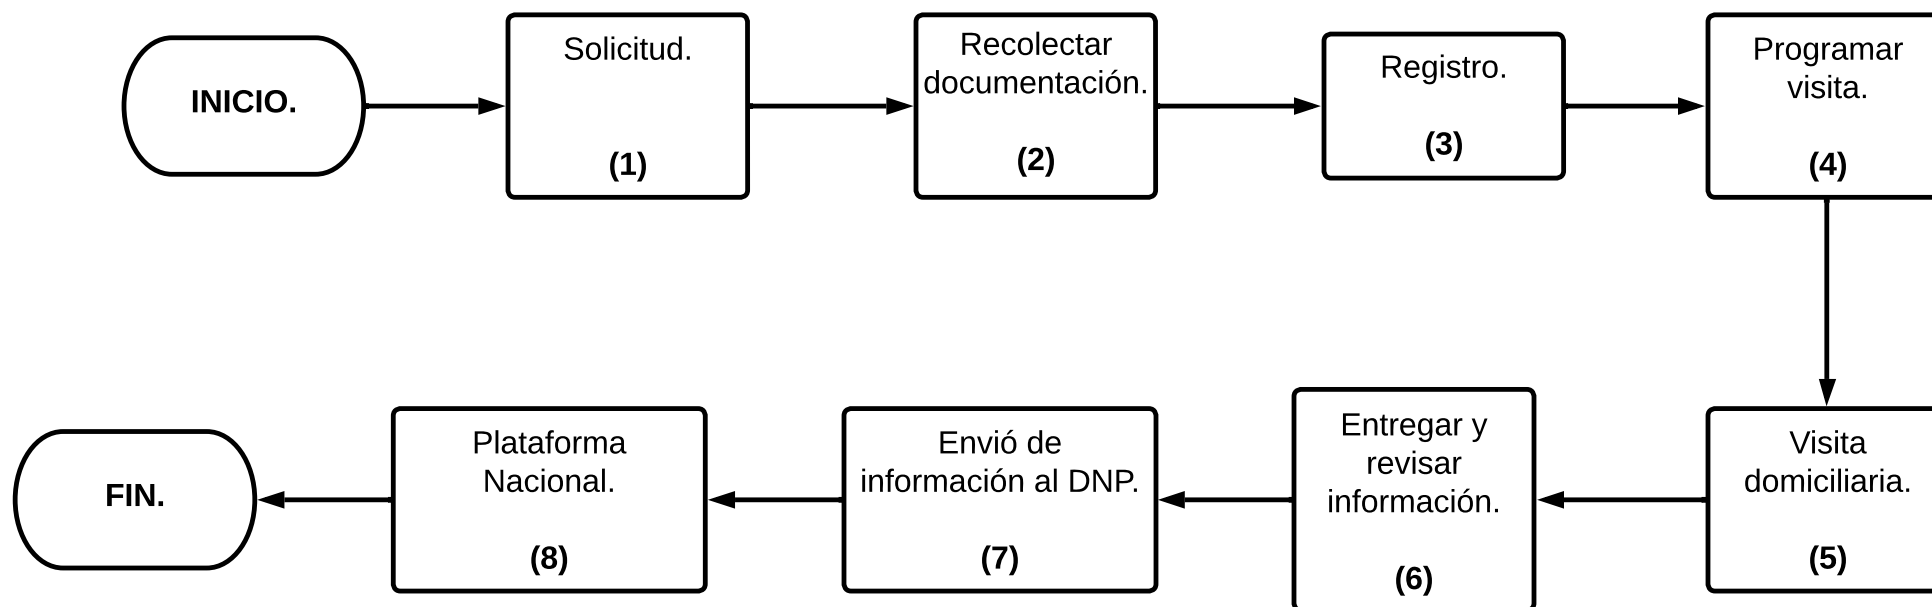 INICIO.
Solicitud.
(1)
Recolectar
documentación.
(2)
Registro.
(3)
Programar
visita.
(4)
Visita
domiciliaria.
(5)
Entregar y
revisar
información.
(6)
Envió de
información al DNP.
(7)
Plataforma
Nacional.
(8)
FIN.